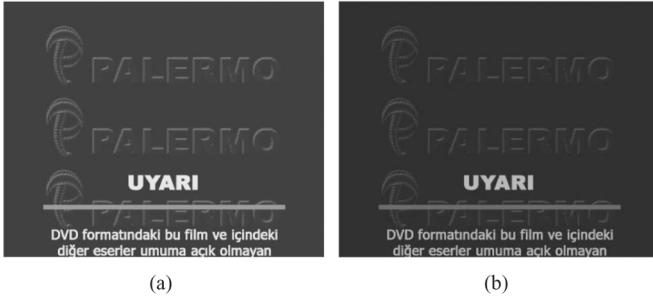 PALERMO
PALERMO
PALERMO
UYARI
DVD formatındaki bu film ve içindeki
diğer eserler umuma açık olmayan
(a)
PALERMO
PALERMO
PALERMO
UYARI
DVD formatındaki bu film ve içindeki
diğer eserler umuma açık olmayan
(b)